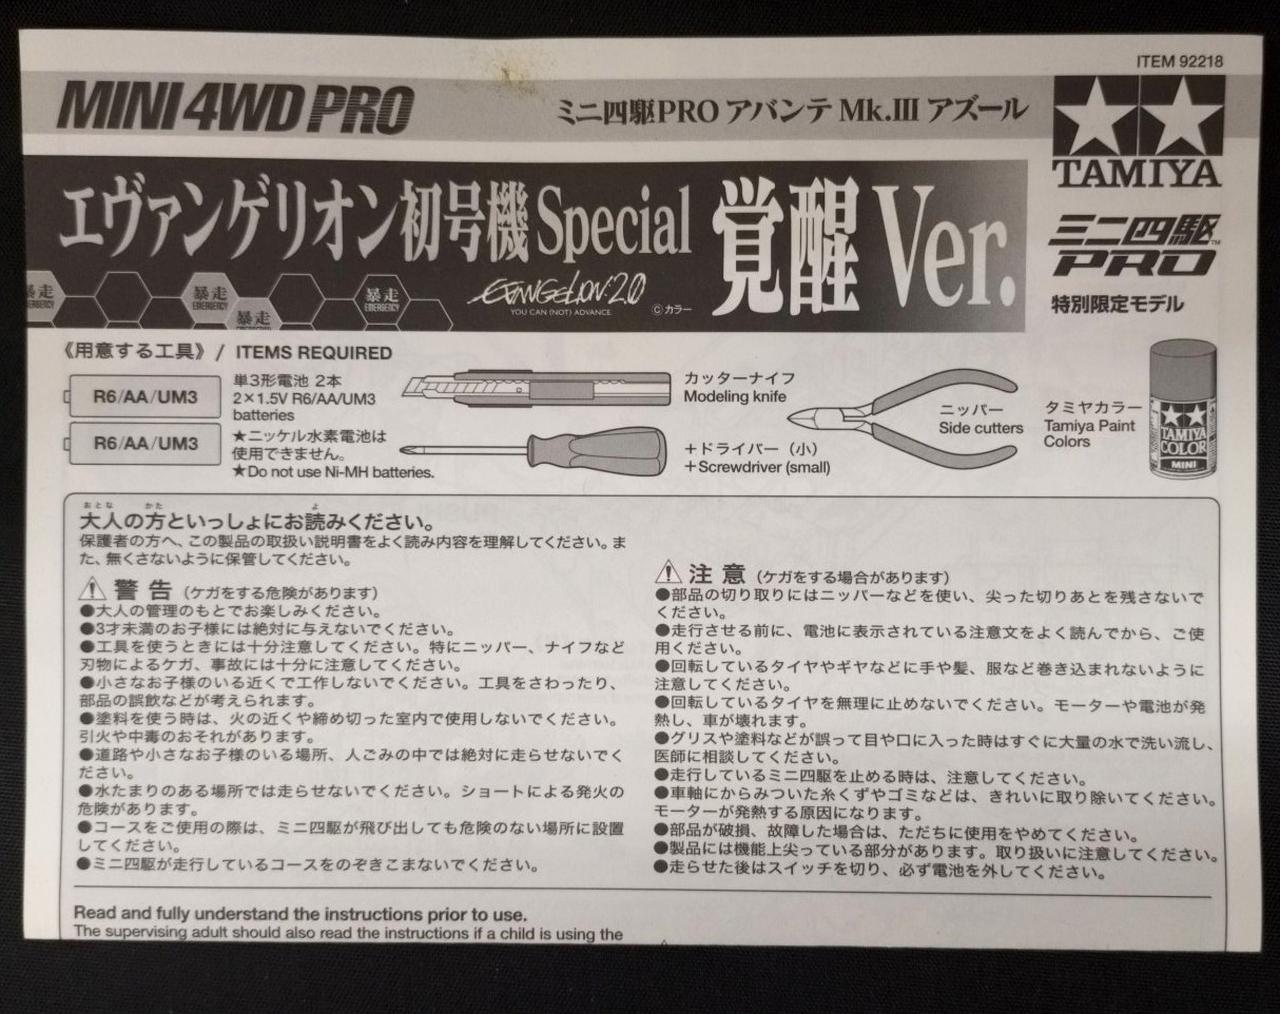 ITEM 92218
MINI 4WD PRO
ミニ四駆PRO アバンテ Mk.III アズール
TAMIYA
エヴァンゲリオン初号機 Special 覚醒 Ver.
ミニ四駆™
PRO
特別限定モデル
暴走
EMERGENCY
暴走
EMERGENCY
暴走
暴走
EMERGENCY
EVANGELION:2.0
YOU CAN (NOT) ADVANCE.
©カラー
《用意する工具》/ ITEMS REQUIRED
R6/AA/UM3
R6/AA/UM3
単3形電池 2本
2×1.5V R6/AA/UM3
batteries
★ニッケル水素電池は
使用できません。
★Do not use Ni-MH batteries.
カッターナイフ
Modeling knife
+ドライバー（小）
+Screwdriver (small)
ニッパー
Side cutters
タミヤカラー
Tamiya Paint
Colors
TAMIYA
COLOR
MINI
おとな かた よ
大人の方といっしょにお読みください。
保護者の方へ、この製品の取扱い説明書をよく読み内容を理解してください。ま
た、無くさないように保管してください。
⚠警告（ケガをする危険があります）
●大人の管理のもとでお楽しみください。
●3才未満のお子様には絶対に与えないでください。
●工具を使うときには十分注意してください。特にニッパー、ナイフなど
刃物によるケガ、事故には十分に注意してください。
●小さなお子様のいる近くで工作しないでください。工具をさわったり、
部品の誤飲などが考えられます。
●塗料を使う時は、火の近くや締め切った室内で使用しないでください。
引火や中毒のおそれがあります。
●道路や小さなお子様のいる場所、人ごみの中では絶対に走らせないでく
ださい。
●水たまりのある場所では走らせないでください。ショートによる発火の
危険があります。
●コースをご使用の際は、ミニ四駆が飛び出しても危険のない場所に設置
してください。
●ミニ四駆が走行しているコースをのぞきこまないでください。
⚠注意（ケガをする場合があります）
●部品の切り取りにはニッパーなどを使い、尖った切りあとを残さないで
ください。
●走行させる前に、電池に表示されている注意文をよく読んでから、ご使
用ください。
●回転しているタイヤやギヤなどに手や髪、服など巻き込まれないように
注意してください。
●回転しているタイヤを無理に止めないでください。モーターや電池が発
熱し、車が壊れます。
●グリスや塗料などが誤って目や口に入った時はすぐに大量の水で洗い流し、
医師に相談してください。
●走行しているミニ四駆を止める時は、注意してください。
●車軸にからみついた糸くずやゴミなどは、きれいに取り除いてください。
モーターが発熱する原因になります。
●部品が破損、故障した場合は、ただちに使用をやめてください。
●製品には機能上尖っている部分があります。取り扱いに注意してください。
●走らせた後はスイッチを切り、必ず電池を外してください。
Read and fully understand the instructions prior to use.
The supervising adult should also read the instructions if a child is using the